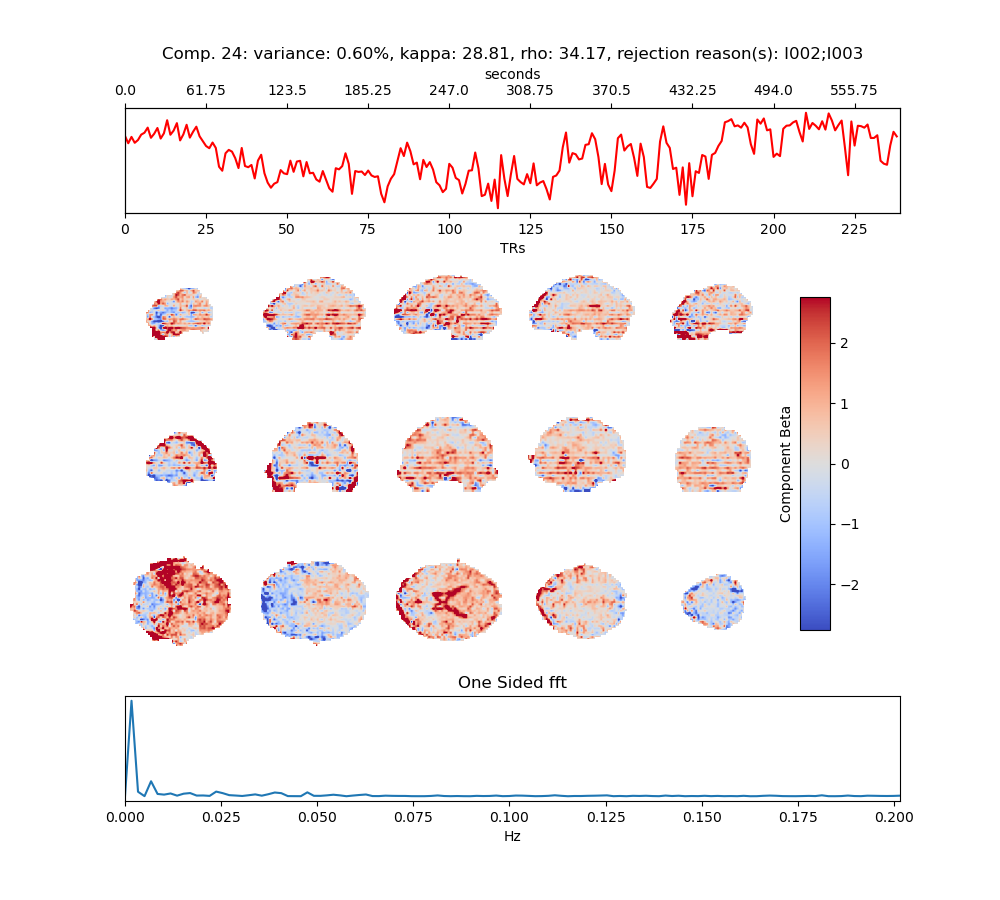 Comp. 24: variance: 0.60%, kappa: 28.81, rho: 34.17, rejection reason(s): I002;I003
seconds
0.0 61.75 123.5 185.25 247.0 308.75 370.5 432.25 494.0 555.75
0 25 50 75 100 125 150 175 200 225
TRs
2
1
0
−1
−2
Component Beta
One Sided fft
0.000 0.025 0.050 0.075 0.100 0.125 0.150 0.175 0.200
Hz